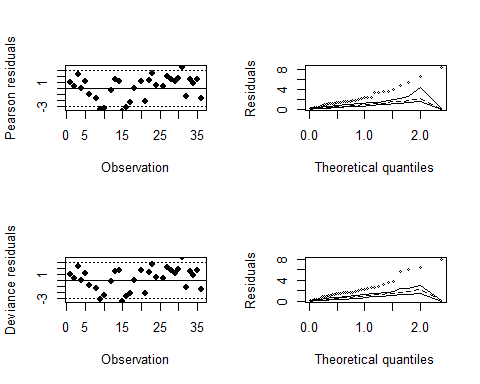 Pearson residuals
1
-3
0 5 15 25 35
Observation
Residuals
8
4
0
0.0 1.0 2.0
Theoretical quantiles
Deviance residuals
1
-3
0 5 15 25 35
Observation
Residuals
8
4
0
0.0 1.0 2.0
Theoretical quantiles